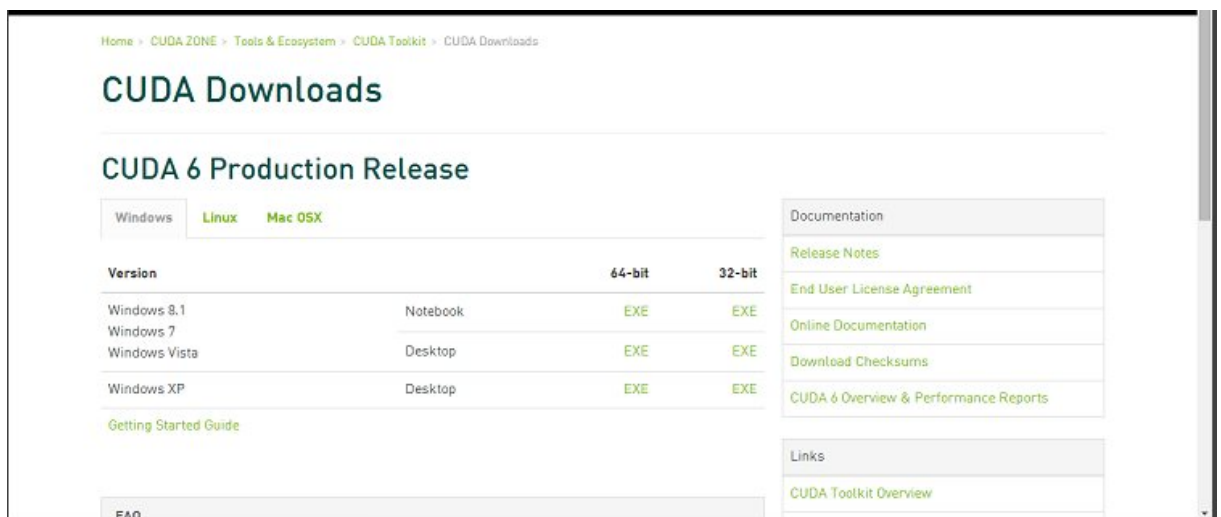 Home > CUDA ZONE > Tools & Ecosystem > CUDA Toolkit > CUDA Downloads
CUDA Downloads
CUDA 6 Production Release
Windows Linux Mac OSX
Version 64-bit 32-bit
Windows 8.1
Windows 7
Windows Vista
Notebook EXE EXE
Desktop EXE EXE
Windows XP Desktop EXE EXE
Getting Started Guide
FAQ
Documentation
Release Notes
End User License Agreement
Online Documentation
Download Checksums
CUDA 6 Overview & Performance Reports
Links
CUDA Toolkit Overview